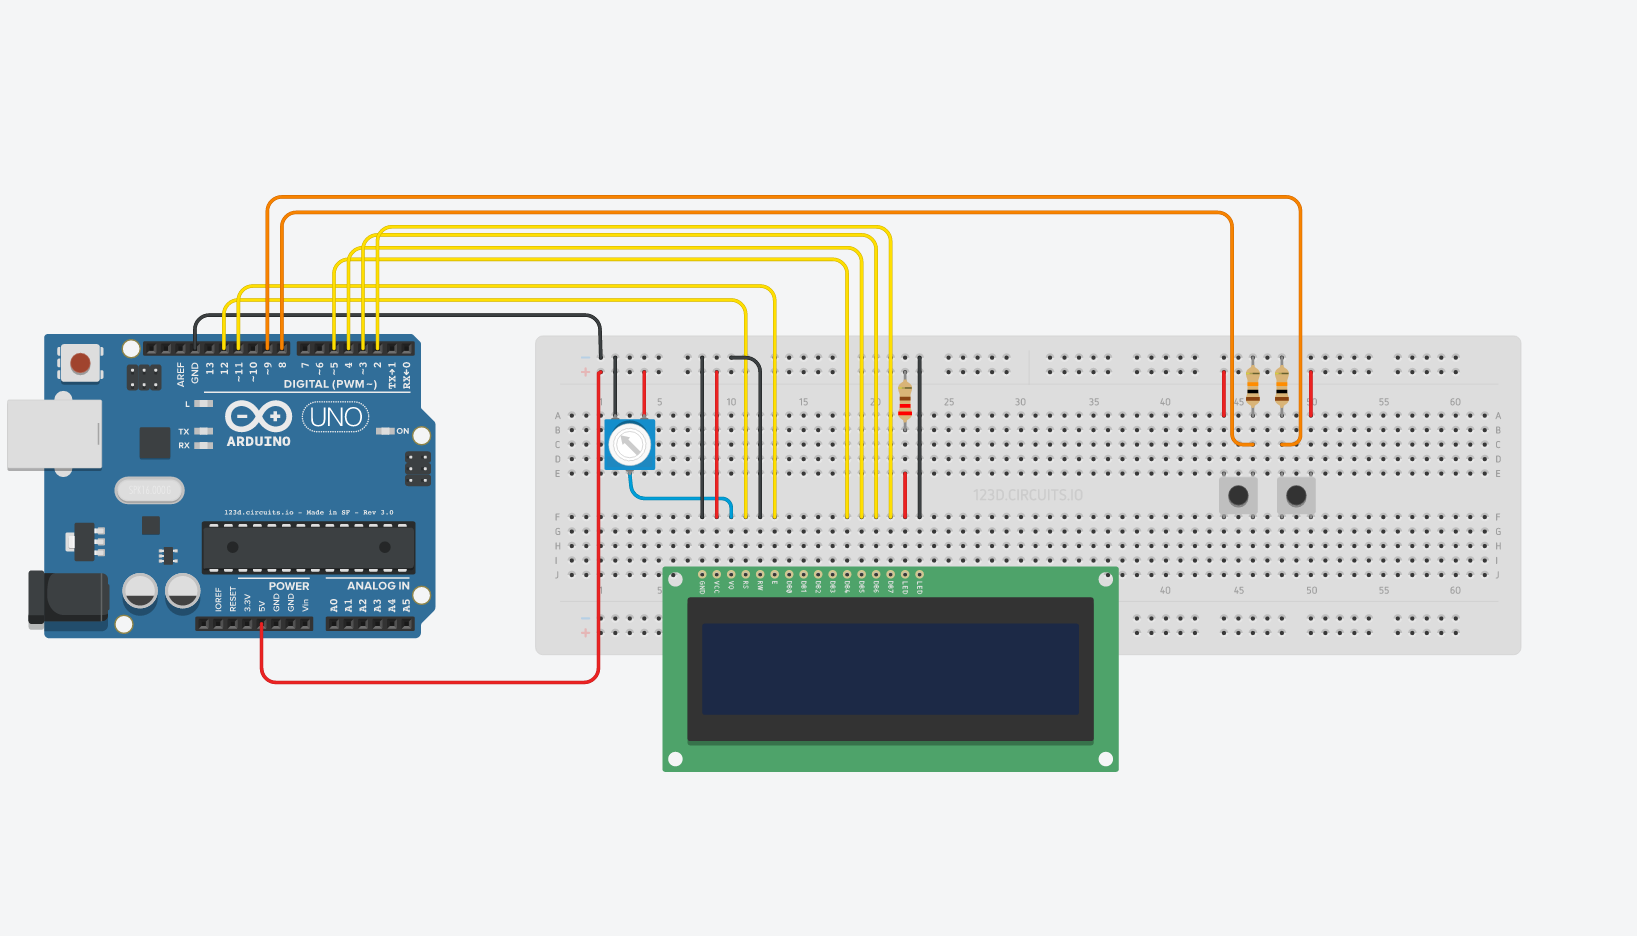 AREF
GND
13
12
~11
~10
~9
8
7
~6
~5
4
~3
2
TX→1
RX←0
DIGITAL (PWM~)
L
TX
RX
UNO
ARDUINO
ON
123d.circuits.io - Made in SF - Rev 3.0
POWER
ANALOG IN
IOREF
RESET
3.3V
5V
GND
GND
Vin
A0
A1
A2
A3
A4
A5
−
+
1 5 10 15 20 25 30 35 40 45 50 55 60
A A
B B
C C
D D
E E
123D.CIRCUITS.IO
F F
G G
H H
I I
J J
1 5 40 45 50 55 60
−
+
GND
VCC
VO
RS
RW
E
DB0
DB1
DB2
DB3
DB4
DB5
DB6
DB7
LED
LED